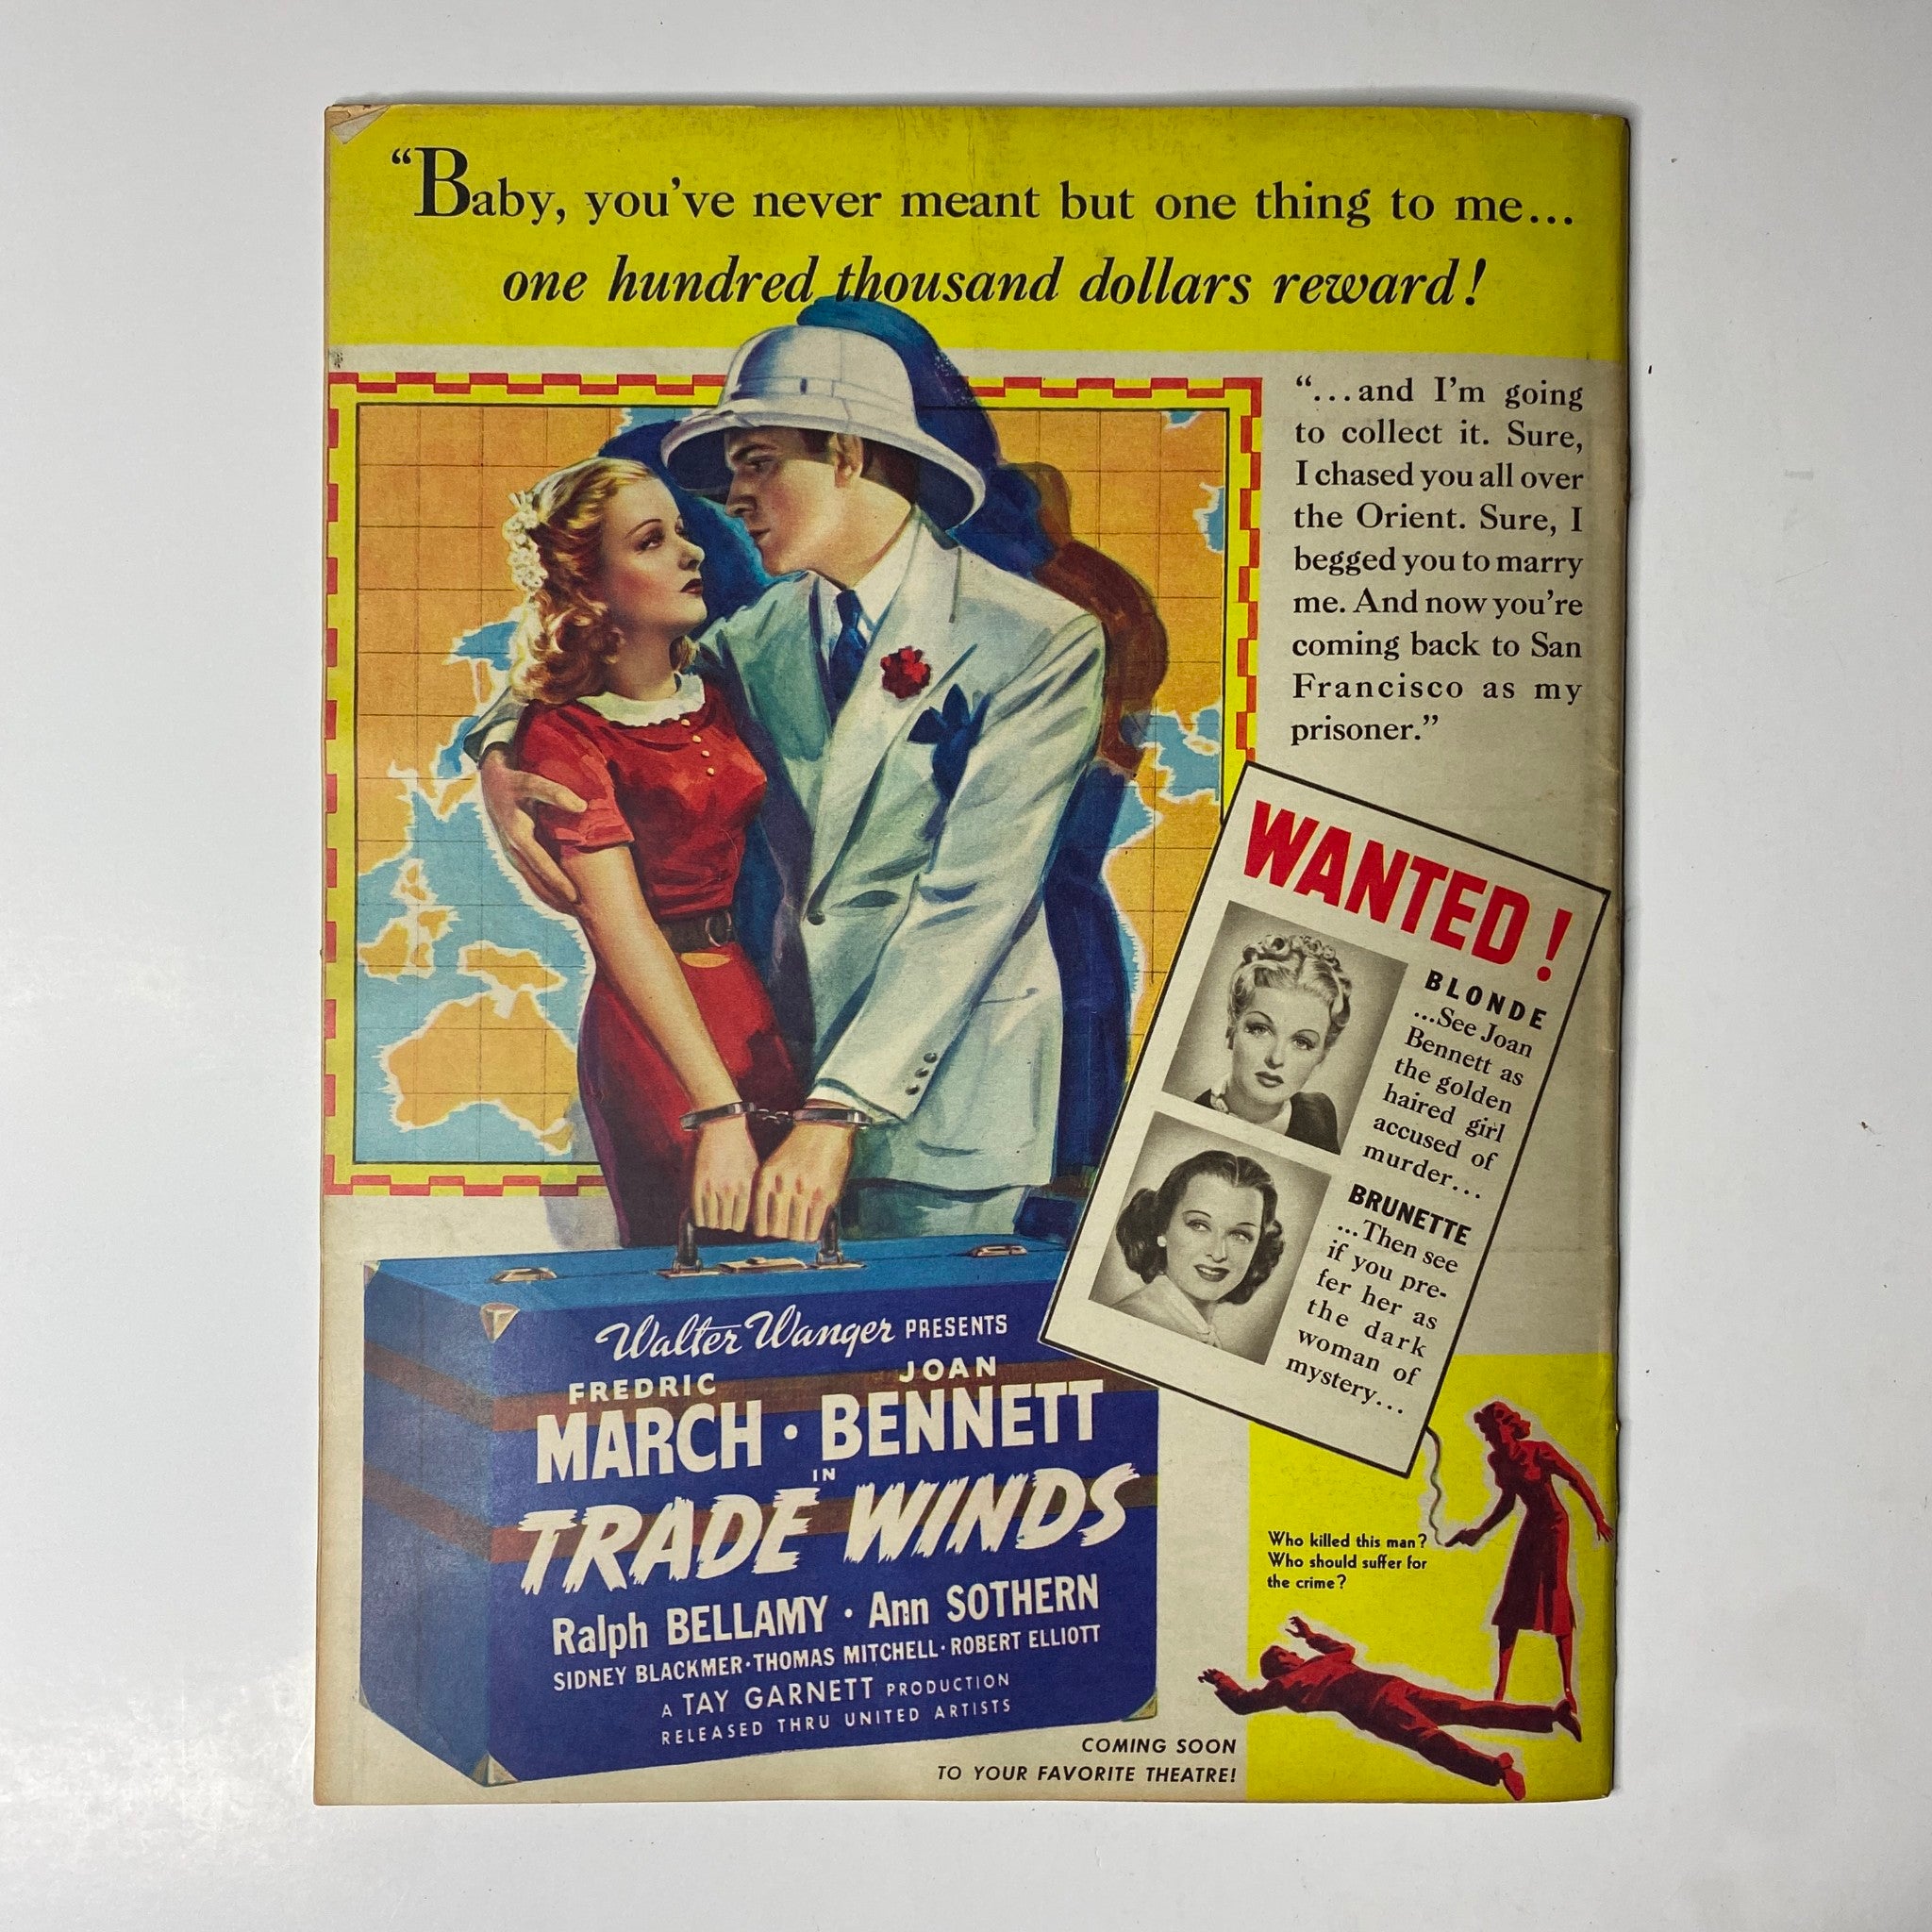 “Baby, you’ve never meant but one thing to me...
one hundred thousand dollars reward!
“...and I’m going
to collect it. Sure,
I chased you all over
the Orient. Sure, I
begged you to marry
me. And now you’re
coming back to San
Francisco as my
prisoner.”
WANTED!
BLONDE
...See Joan
Bennett as
the golden
haired girl
accused of
murder...
BRUNETTE
...Then see
if you pre-
fer her as
the dark
woman of
mystery...
Walter Wanger PRESENTS
FREDRIC JOAN
MARCH · BENNETT
IN
TRADE WINDS
Ralph BELLAMY · Ann SOTHERN
SIDNEY BLACKMER · THOMAS MITCHELL · ROBERT ELLIOTT
A TAY GARNETT PRODUCTION
RELEASED THRU UNITED ARTISTS
Who killed this man?
Who should suffer for
the crime?
COMING SOON
TO YOUR FAVORITE THEATRE!